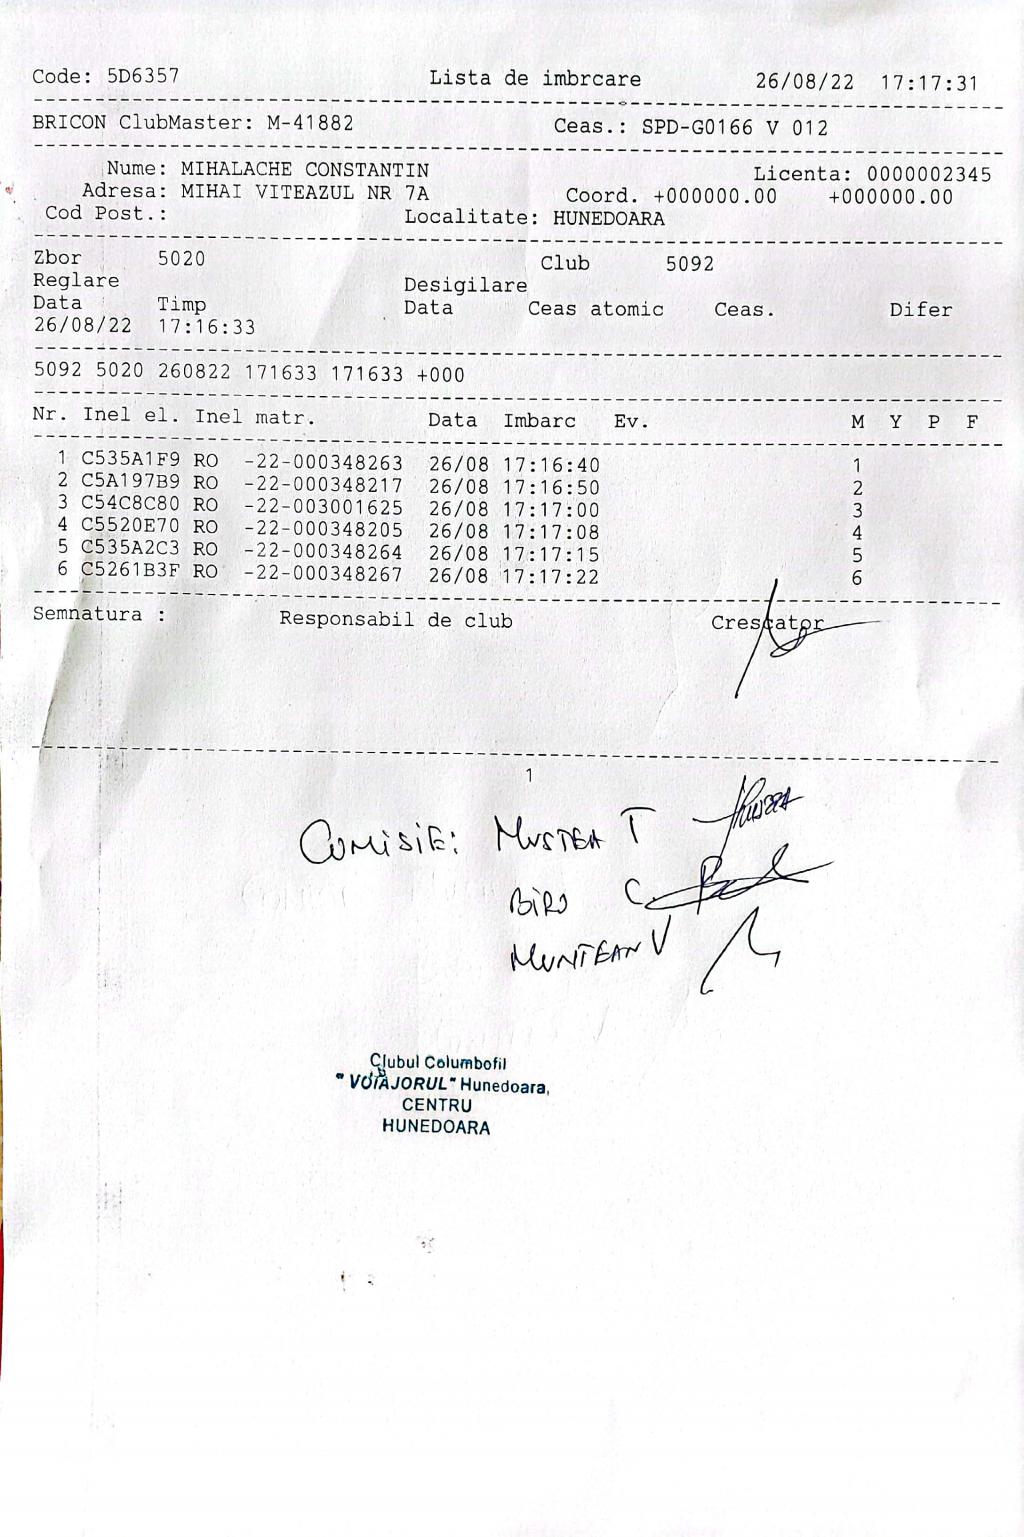 Code: 5D6357 Lista de imbrcare 26/08/22 17:17:31
BRICON ClubMaster: M-41882 Ceas.: SPD-G0166 V 012
Nume: MIHALACHE CONSTANTIN Licenta: 0000002345
Adresa: MIHAI VITEAZUL NR 7A Coord. +000000.00 +000000.00
Cod Post.: Localitate: HUNEDOARA
Zbor 5020 Club 5092
Reglare Desigilare
Data Timp Data Ceas atomic Ceas. Difer
26/08/22 17:16:33
5092 5020 260822 171633 171633 +000
Nr. Inel el. Inel matr. Data Imbarc Ev. M Y P F
1 C535A1F9 RO -22-000348263 26/08 17:16:40 1
2 C5A197B9 RO -22-000348217 26/08 17:16:50 2
3 C54C8C80 RO -22-003001625 26/08 17:17:00 3
4 C5520E70 RO -22-000348205 26/08 17:17:08 4
5 C535A2C3 RO -22-000348264 26/08 17:17:15 5
6 C5261B3F RO -22-000348267 26/08 17:17:22 6
Semnatura : Responsabil de club Crescator
1
COMISIE: MUSTEA T
BIRO C
MUNTEAN V
Clubul Columbofil
"VOIAJORUL" Hunedoara,
CENTRU
HUNEDOARA